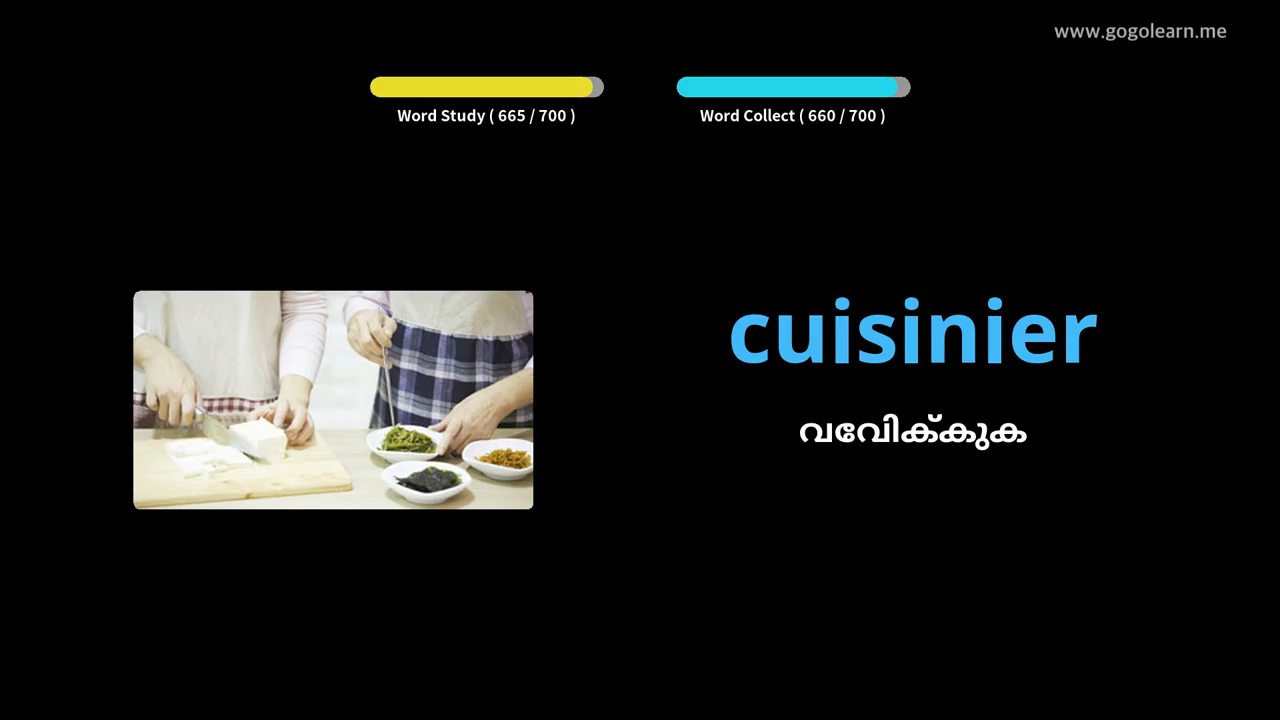 www.gogolearn.me
Word Study ( 665 / 700 )
Word Collect ( 660 / 700 )
cuisinier
വവേിക്കുക